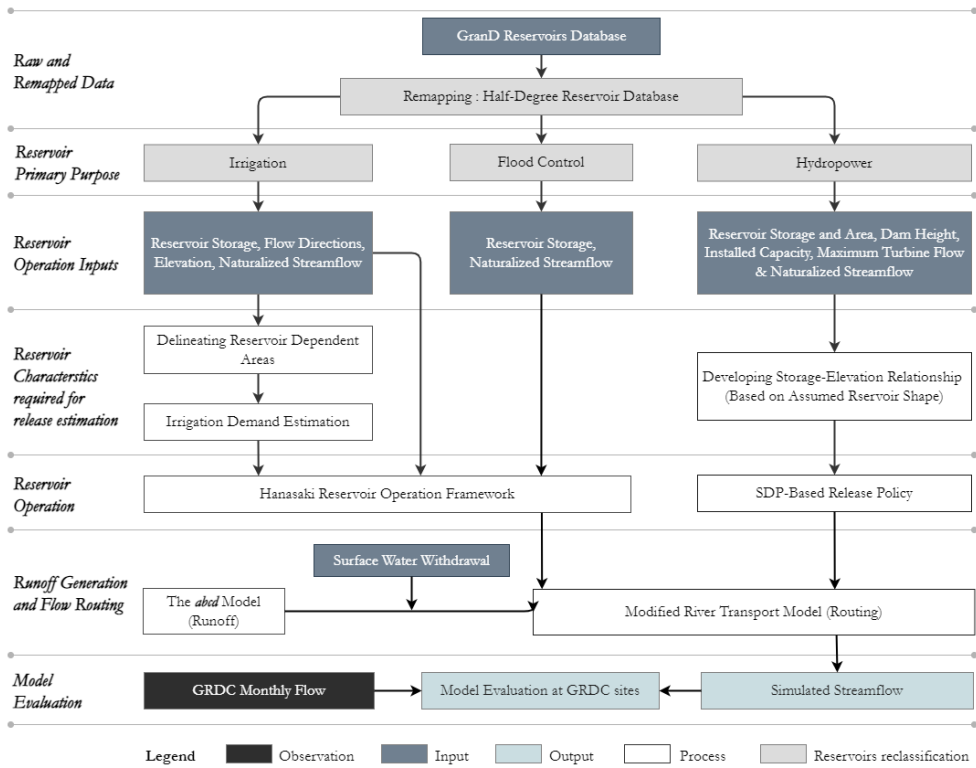 Raw and
Remapped Data
GranD Reservoirs Database
Remapping : Half-Degree Reservoir Database
Reservoir
Primary Purpose
Irrigation
Flood Control
Hydropower
Reservoir
Operation Inputs
Reservoir Storage, Flow Directions,
Elevation, Naturalized Streamflow
Reservoir Storage,
Naturalized Streamflow
Reservoir Storage and Area, Dam Height,
Installed Capacity, Maximum Turbine Flow
& Naturalized Streamflow
Reservoir
Characterstics
required for
release estimation
Delineating Reservoir Dependent
Areas
Irrigation Demand Estimation
Developing Storage-Elevation Relationship
(Based on Assumed Rservoir Shape)
Reservoir
Operation
Hanasaki Reservoir Operation Framework
SDP-Based Release Policy
Runoff Generation
and Flow Routing
Surface Water Withdrawal
The abcd Model
(Runoff)
Modified River Transport Model (Routing)
Model
Evaluation
GRDC Monthly Flow
Model Evaluation at GRDC sites
Simulated Streamflow
Legend
Observation
Input
Output
Process
Reservoirs reclassification